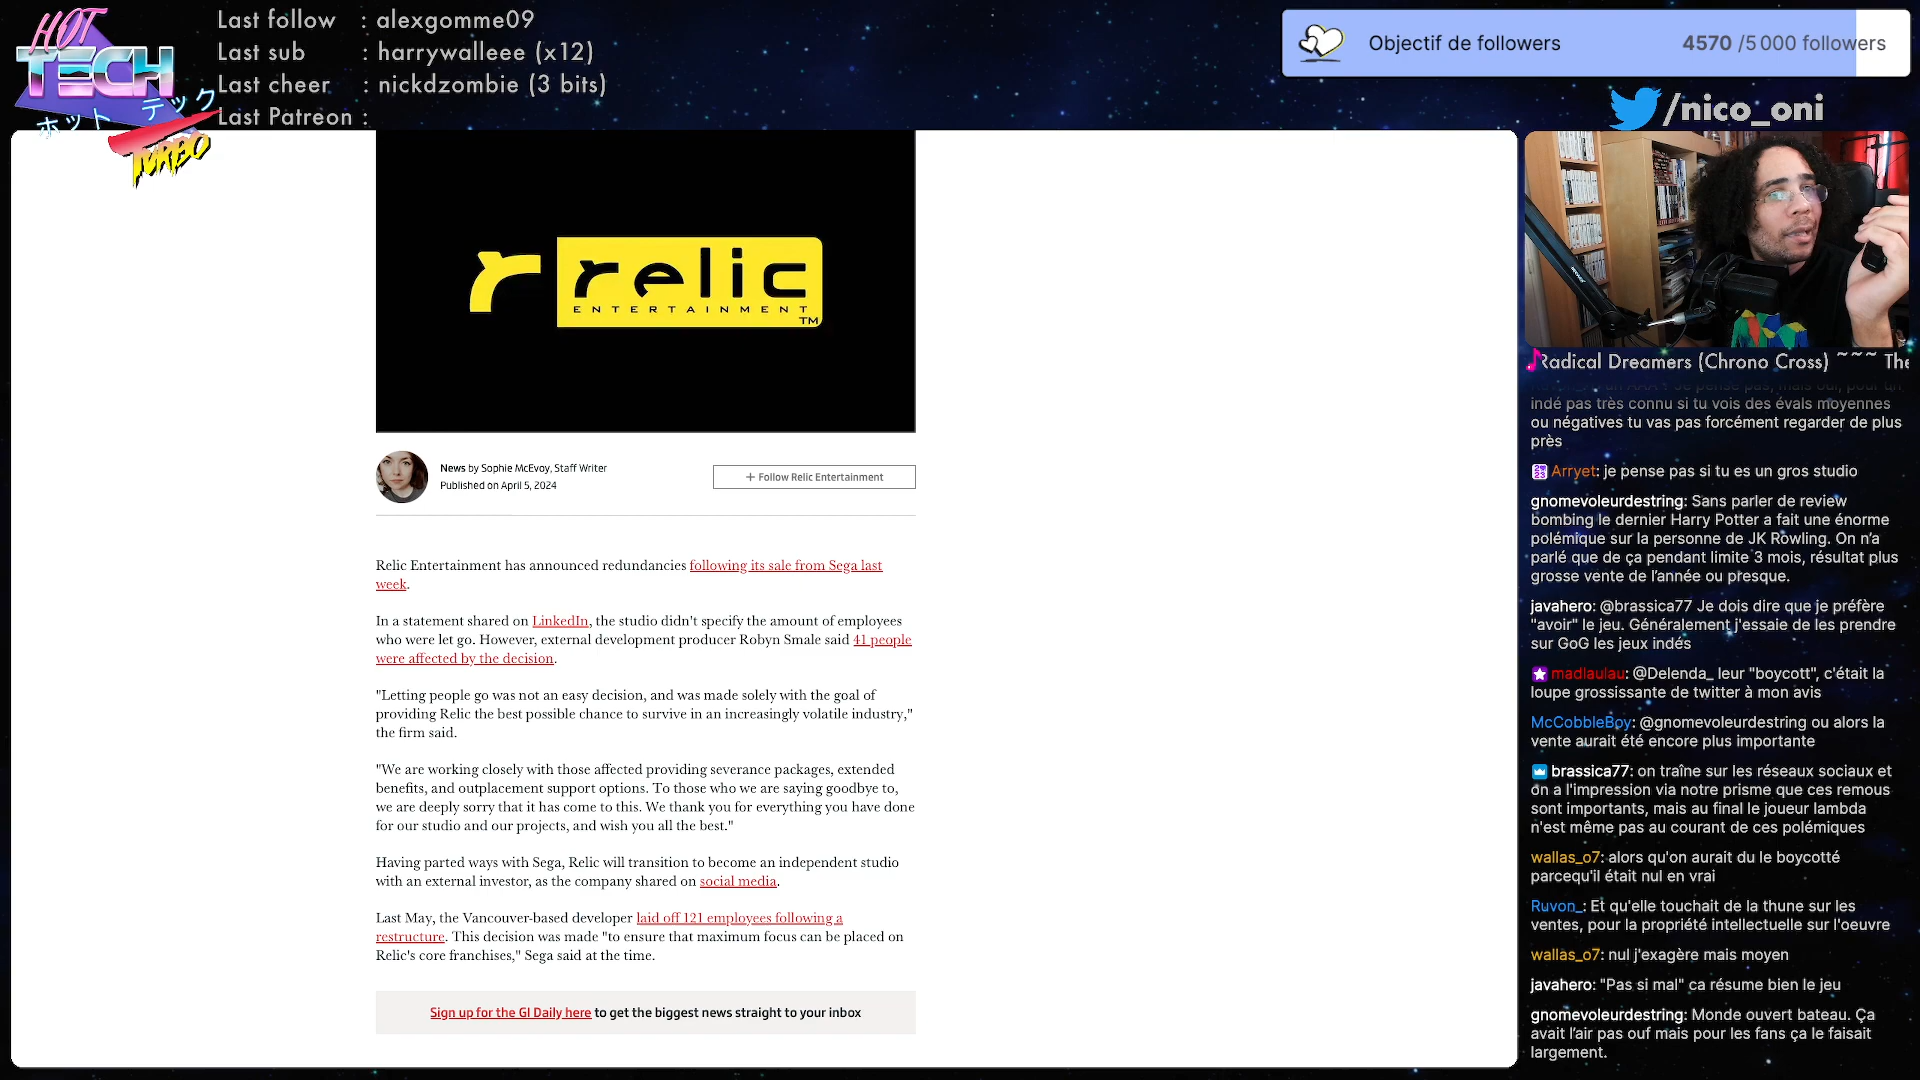 HOT
TECH
ホット テック
TURBO
Last follow : alexgomme09
Last sub : harrywalleee (x12)
Last cheer : nickdzombie (3 bits)
Last Patreon :
Objectif de followers 4570 /5 000 followers
/nico_oni
r relic
ENTERTAINMENT
TM
News by Sophie McEvoy, Staff Writer
Published on April 5, 2024
+ Follow Relic Entertainment
Relic Entertainment has announced redundancies following its sale from Sega last
week.
In a statement shared on LinkedIn, the studio didn't specify the amount of employees
who were let go. However, external development producer Robyn Smale said 41 people
were affected by the decision.
"Letting people go was not an easy decision, and was made solely with the goal of
providing Relic the best possible chance to survive in an increasingly volatile industry,"
the firm said.
"We are working closely with those affected providing severance packages, extended
benefits, and outplacement support options. To those who we are saying goodbye to,
we are deeply sorry that it has come to this. We thank you for everything you have done
for our studio and our projects, and wish you all the best."
Having parted ways with Sega, Relic will transition to become an independent studio
with an external investor, as the company shared on social media.
Last May, the Vancouver-based developer laid off 121 employees following a
restructure. This decision was made "to ensure that maximum focus can be placed on
Relic's core franchises," Sega said at the time.
Sign up for the GI Daily here to get the biggest news straight to your inbox
Radical Dreamers (Chrono Cross) ~~~ The
un AAA ? Je pense pas, mais oui, pour un
indé pas très connu si tu vois des évals moyennes
ou négatives tu vas pas forcément regarder de plus
près
Arryet: je pense pas si tu es un gros studio
gnomevoleurdestring: Sans parler de review
bombing le dernier Harry Potter a fait une énorme
polémique sur la personne de JK Rowling. On n'a
parlé que de ça pendant limite 3 mois, résultat plus
grosse vente de l'année ou presque.
javahero: @brassica77 Je dois dire que je préfère
"avoir" le jeu. Généralement j'essaie de les prendre
sur GoG les jeux indés
madlaulau: @Delenda_ leur "boycott", c'était la
loupe grossissante de twitter à mon avis
McCobbleBoy: @gnomevoleurdestring ou alors la
vente aurait été encore plus importante
brassica77: on traîne sur les réseaux sociaux et
on a l'impression via notre prisme que ces remous
sont importants, mais au final le joueur lambda
n'est même pas au courant de ces polémiques
wallas_o7: alors qu'on aurait du le boycotté
parcequ'il était nul en vrai
Ruvon_: Et qu'elle touchait de la thune sur les
ventes, pour la propriété intellectuelle sur l'oeuvre
wallas_o7: nul j'exagère mais moyen
javahero: "Pas si mal" ca résume bien le jeu
gnomevoleurdestring: Monde ouvert bateau. Ça
avait l'air pas ouf mais pour les fans ça le faisait
largement.